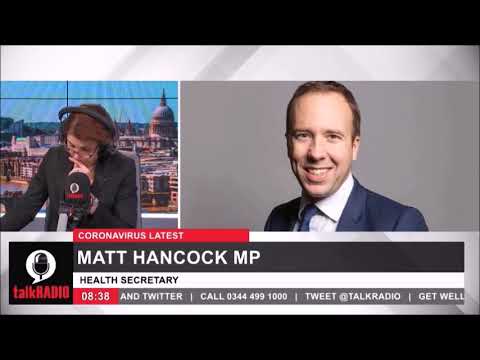 CORONAVIRUS LATEST
MATT HANCOCK MP
HEALTH SECRETARY
talkRADIO
08:38 AND TWITTER | CALL 0344 499 1000 | TWEET @TALKRADIO | GET WELL